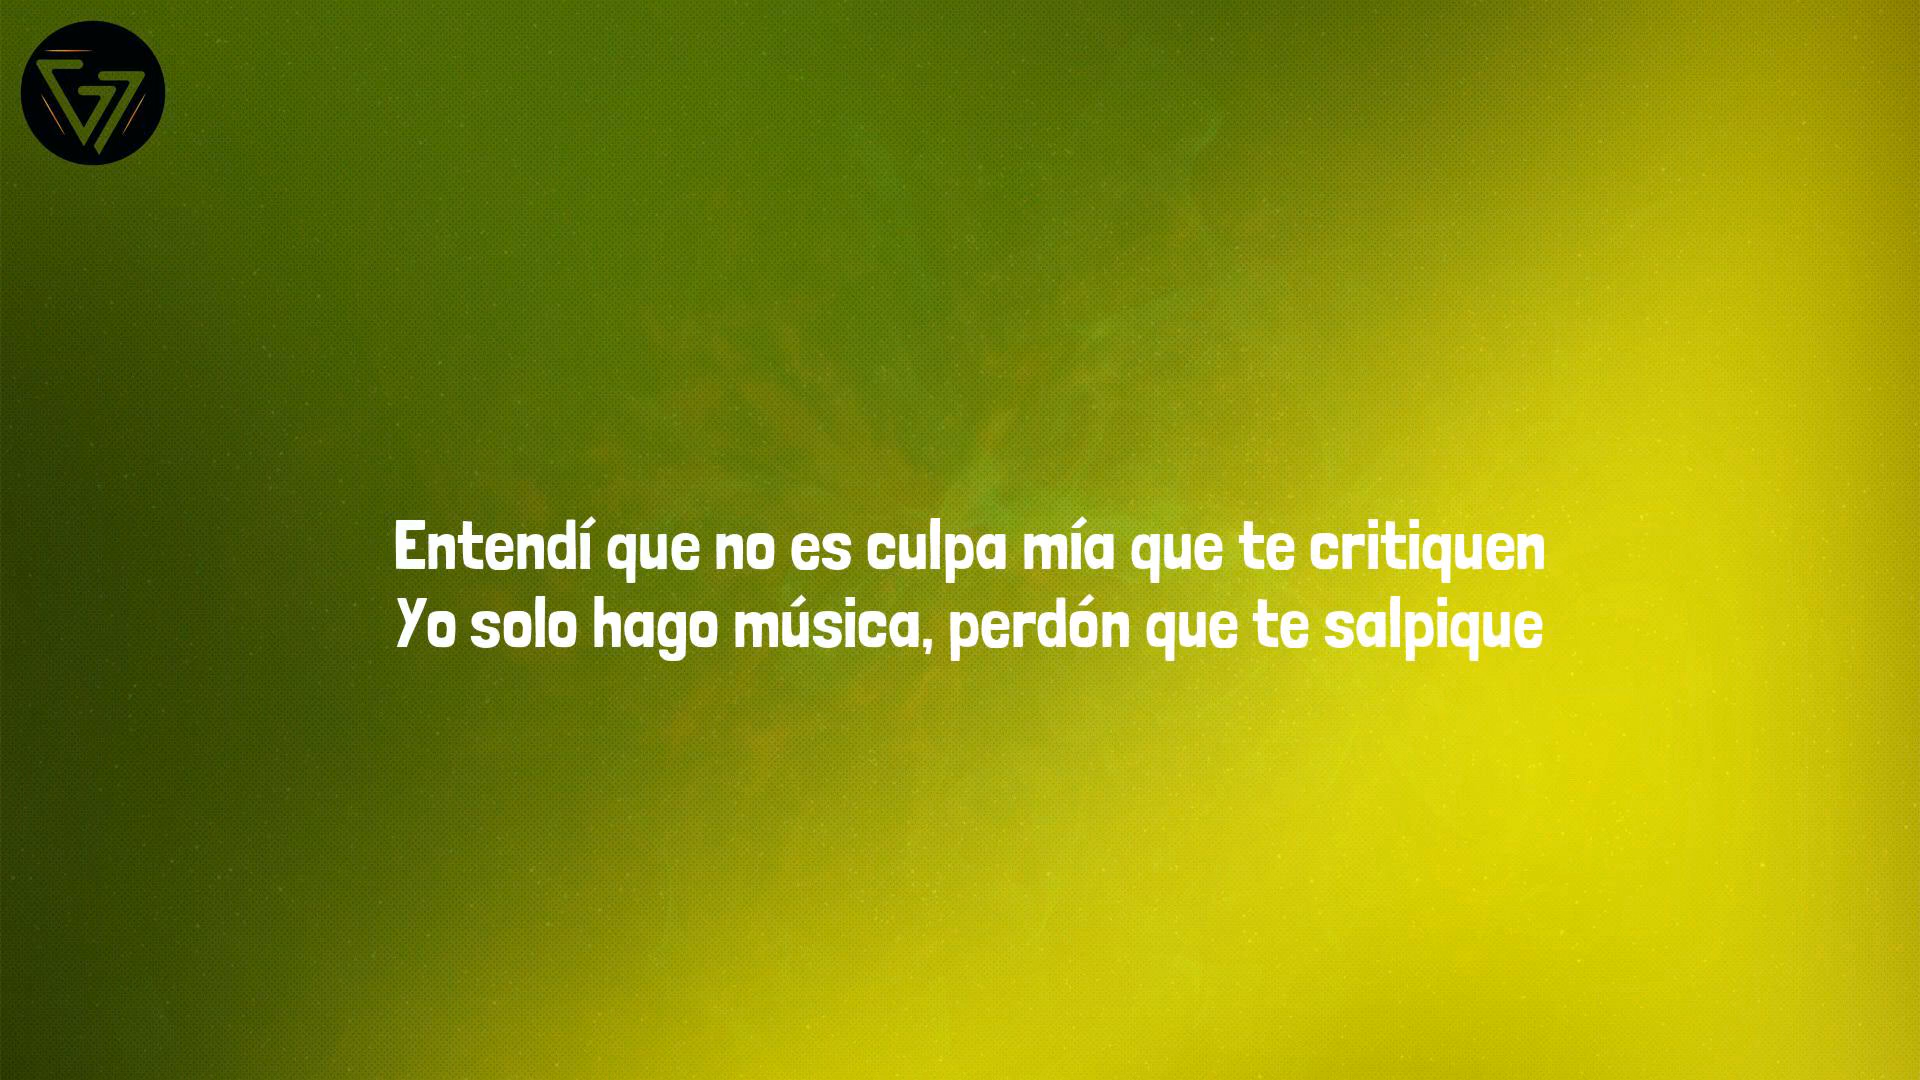 Entendí que no es culpa mía que te critiquen
Yo solo hago música, perdón que te salpique